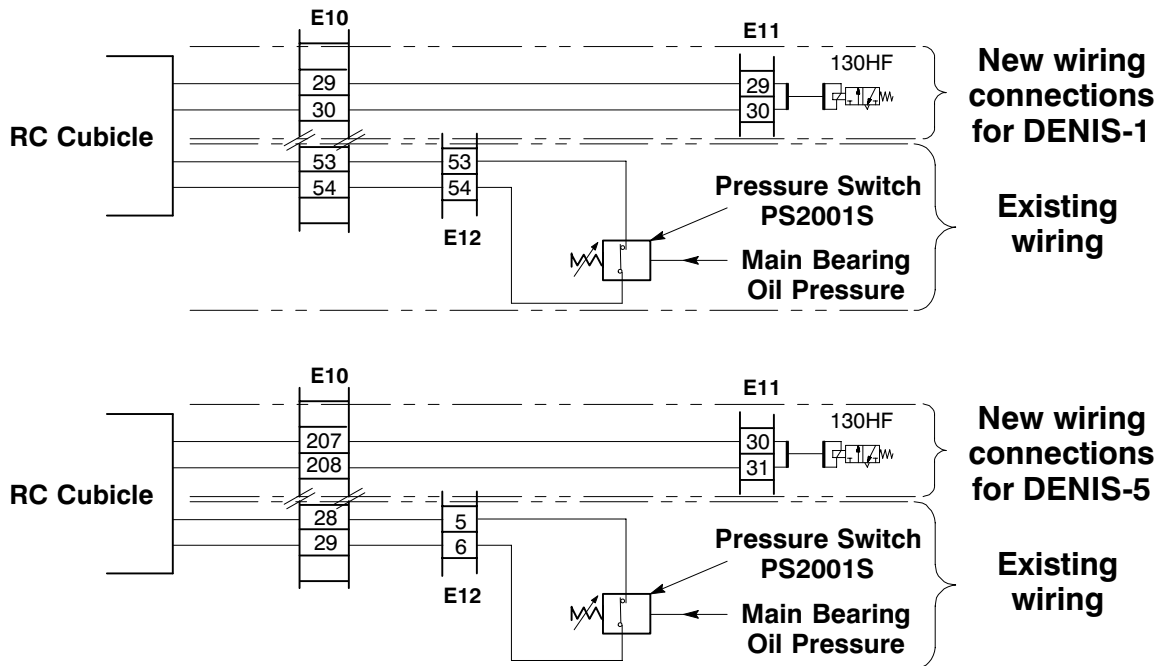 E10
E11
130HF
29
29
30
30
New wiring
connections
for DENIS-1
RC Cubicle
53
53
54
54
E12
Pressure Switch
PS2001S
Main Bearing
Oil Pressure
Existing
wiring
E10
E11
130HF
207
30
208
31
New wiring
connections
for DENIS-5
RC Cubicle
28
5
29
6
E12
Pressure Switch
PS2001S
Main Bearing
Oil Pressure
Existing
wiring